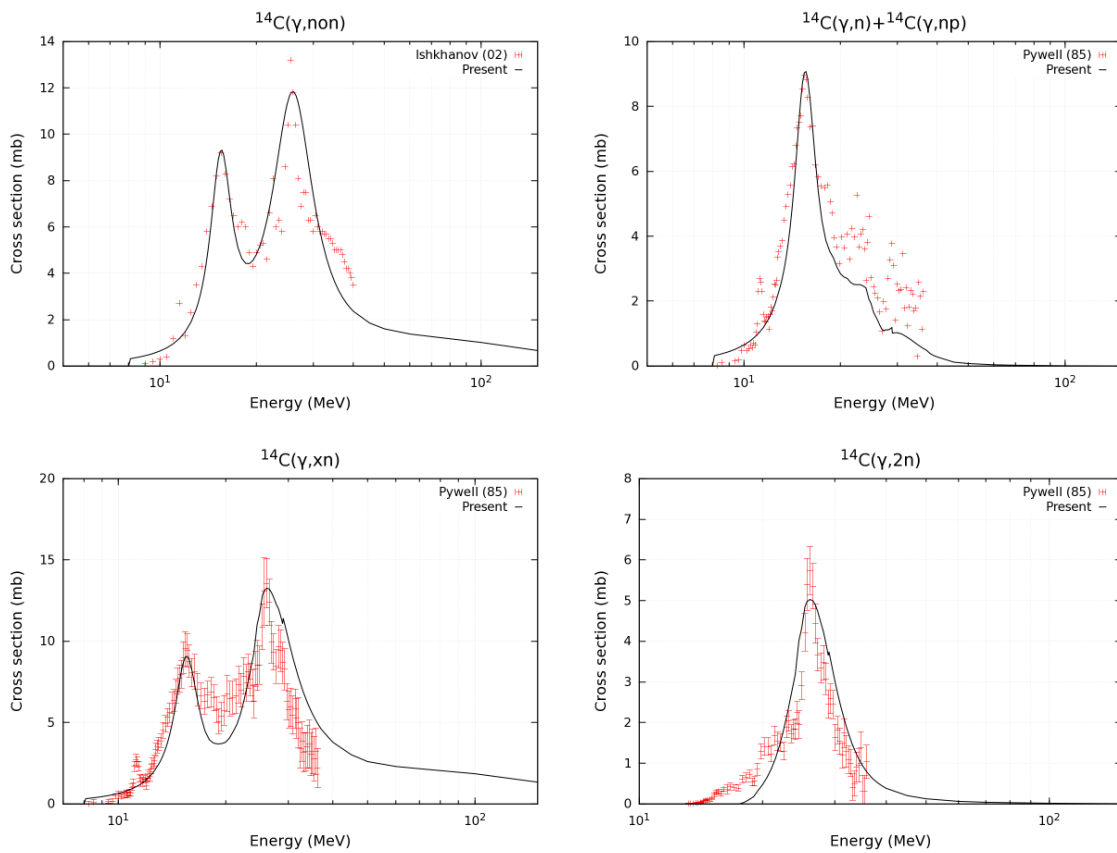 ¹⁴C(γ,non)
Ishkhanov (02)
Present
14
12
10
8
6
4
2
0
10¹
10²
Cross section (mb)
Energy (MeV)
¹⁴C(γ,n)+¹⁴C(γ,np)
Pywell (85)
Present
10
8
6
4
2
0
10¹
10²
Cross section (mb)
Energy (MeV)
¹⁴C(γ,xn)
Pywell (85)
Present
20
15
10
5
0
10¹
10²
Cross section (mb)
Energy (MeV)
¹⁴C(γ,2n)
Pywell (85)
Present
8
7
6
5
4
3
2
1
0
10¹
10²
Cross section (mb)
Energy (MeV)